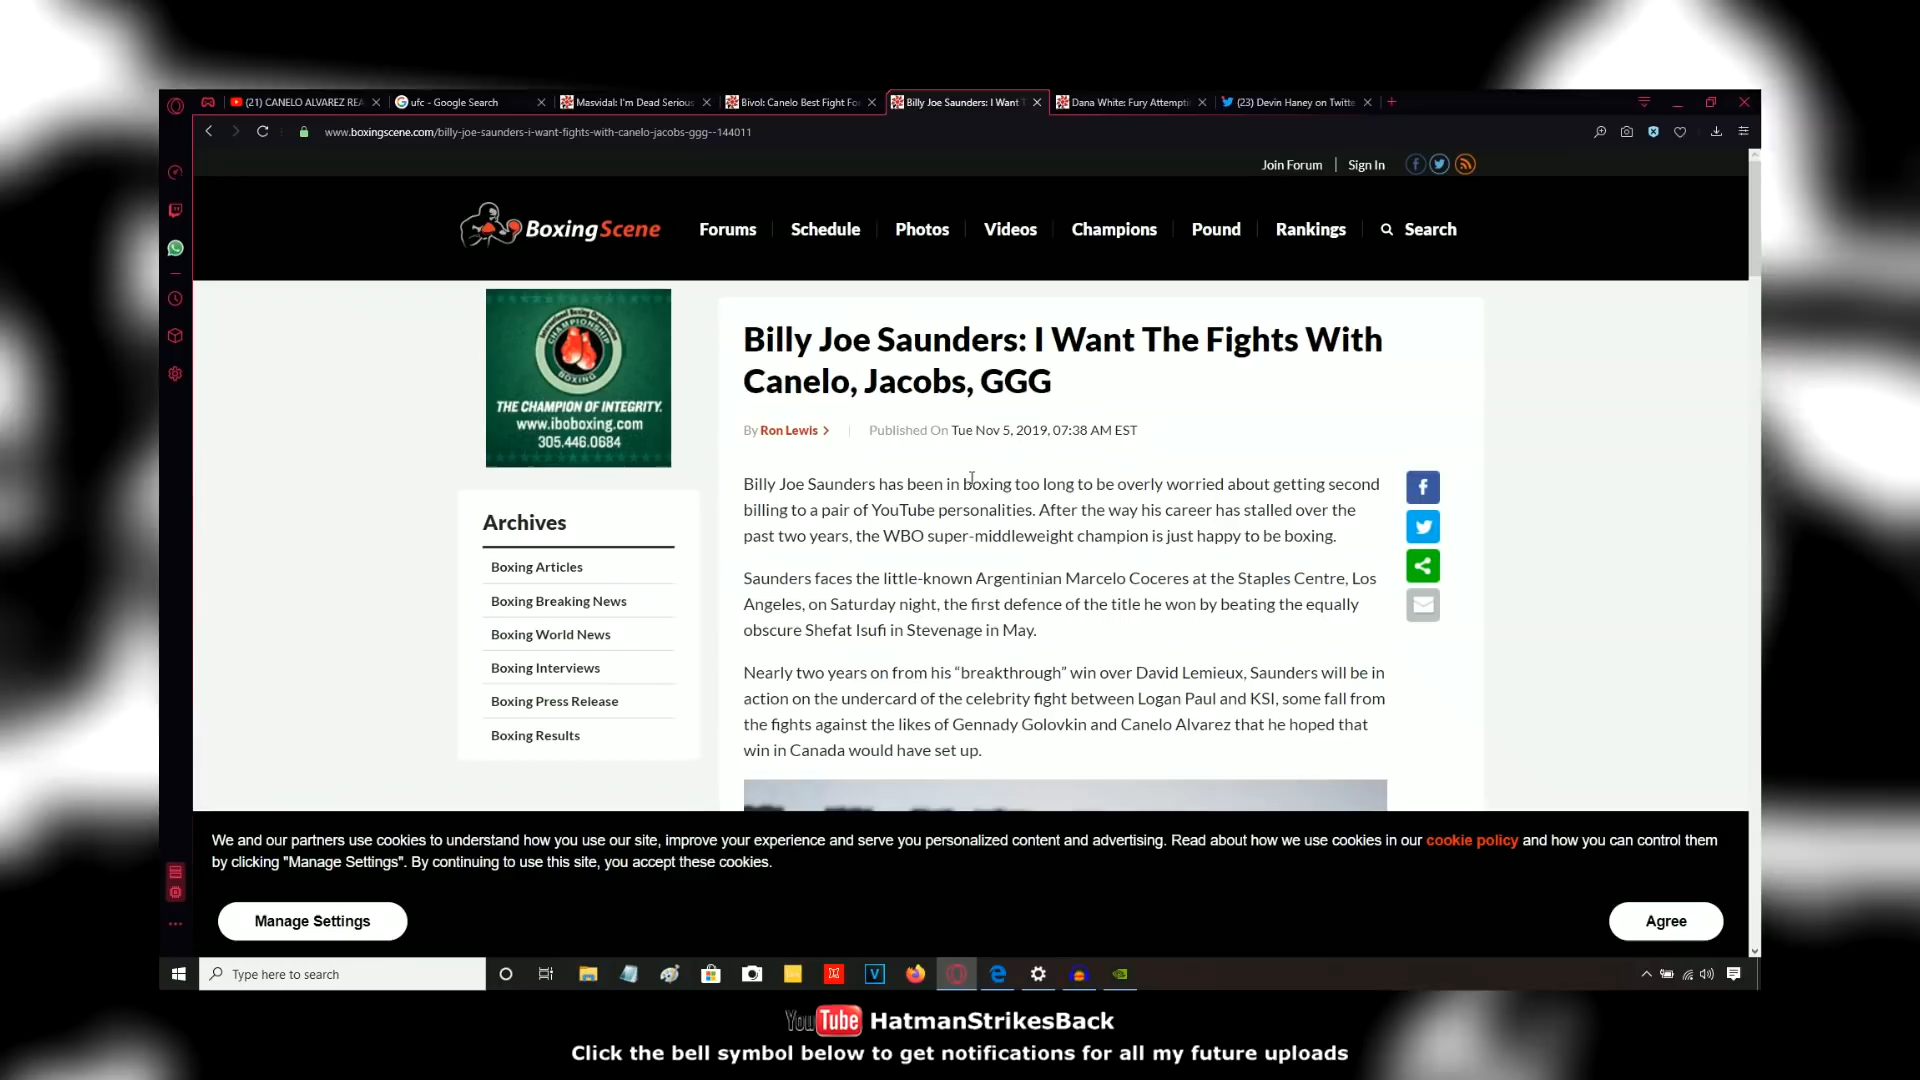 (21) CANELO ALVAREZ REA
ufc - Google Search
Masvidal: I'm Dead Serious
Bivol: Canelo Best Fight Fo
Billy Joe Saunders: I Want T
Dana White: Fury Attempti
(23) Devin Haney on Twitte
www.boxingscene.com/billy-joe-saunders-i-want-fights-with-canelo-jacobs-ggg--144011
Join Forum | Sign In
BoxingScene
Forums
Schedule
Photos
Videos
Champions
Pound
Rankings
Search
CHAMPIONSHIP
BOXING
THE CHAMPION OF INTEGRITY.
www.iboboxing.com
305.446.0684
Archives
Boxing Articles
Boxing Breaking News
Boxing World News
Boxing Interviews
Boxing Press Release
Boxing Results
Billy Joe Saunders: I Want The Fights With
Canelo, Jacobs, GGG
By Ron Lewis > | Published On Tue Nov 5, 2019, 07:38 AM EST
Billy Joe Saunders has been in boxing too long to be overly worried about getting second
billing to a pair of YouTube personalities. After the way his career has stalled over the
past two years, the WBO super-middleweight champion is just happy to be boxing.
Saunders faces the little-known Argentinian Marcelo Coceres at the Staples Centre, Los
Angeles, on Saturday night, the first defence of the title he won by beating the equally
obscure Shefat Isufi in Stevenage in May.
Nearly two years on from his “breakthrough” win over David Lemieux, Saunders will be in
action on the undercard of the celebrity fight between Logan Paul and KSI, some fall from
the fights against the likes of Gennady Golovkin and Canelo Alvarez that he hoped that
win in Canada would have set up.
We and our partners use cookies to understand how you use our site, improve your experience and serve you personalized content and advertising. Read about how we use cookies in our cookie policy and how you can control them
by clicking "Manage Settings". By continuing to use this site, you accept these cookies.
Manage Settings
Agree
Type here to search
YouTube HatmanStrikesBack
Click the bell symbol below to get notifications for all my future uploads